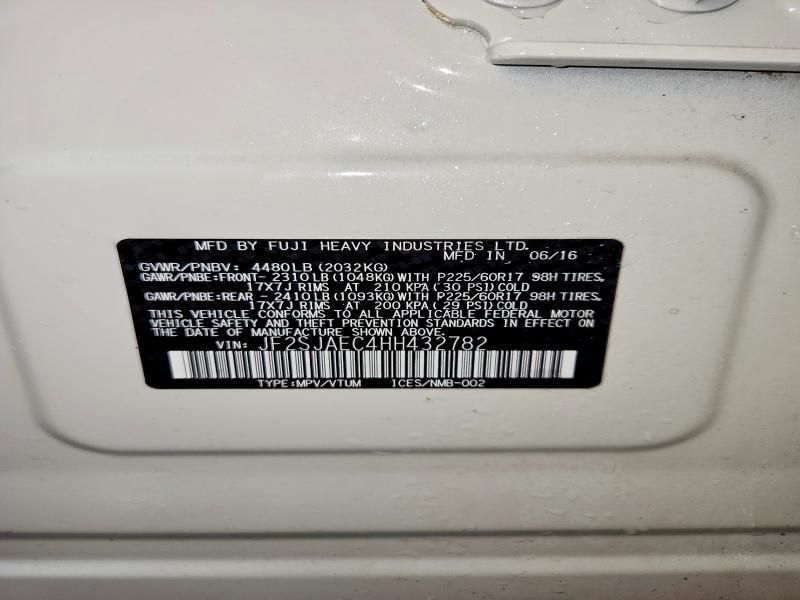 MFD BY FUJI HEAVY INDUSTRIES LTD.
MFD IN 06/16
GVWR/PNBV: 4480LB (2032KG)
GAWR/PNBE:FRONT- 2310LB (1048KG)WITH P225/60R17 98H TIRES,
17X7J RIMS AT 210 KPA(30 PSI)COLD
GAWR/PNBE:REAR - 2410LB (1093KG)WITH P225/60R17 98H TIRES,
17X7J RIMS AT 200 KPA(29 PSI)COLD
THIS VEHICLE CONFORMS TO ALL APPLICABLE FEDERAL MOTOR
VEHICLE SAFETY AND THEFT PREVENTION STANDARDS IN EFFECT ON
THE DATE OF MANUFACTURE SHOWN ABOVE.
VIN: JF2SJAEC4HH432782
TYPE:MPV/VTUM 1CES/NMB-002